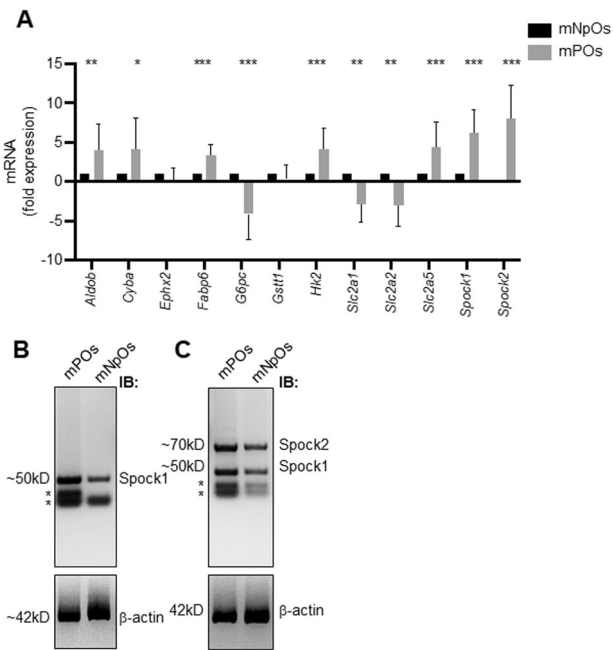 A
mNpOs
mPOs
** * *** *** *** ** ** *** *** ***
mRNA
(fold expression)
15
10
5
0
-5
-10
Aldob
Cyba
Ephx2
Fabp6
G6pc
Gstt1
Hk2
Slc2a1
Slc2a2
Slc2a5
Spock1
Spock2
B
mPOs
mNpOs
IB:
~50kD
Spock1
*
*
~42kD
β-actin
C
mPOs
mNpOs
IB:
~70kD
Spock2
~50kD
Spock1
*
*
42kD
β-actin